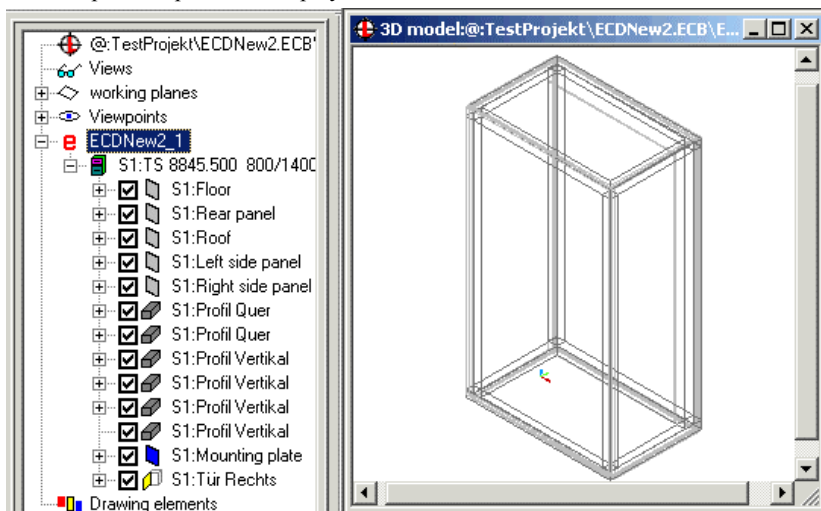 @:TestProjekt\ECDNew2.ECB'
Views
working planes
Viewpoints
ECDNew2_1
S1:TS 8845.500 800/1400
S1:Floor
S1:Rear panel
S1:Roof
S1:Left side panel
S1:Right side panel
S1:Profil Quer
S1:Profil Quer
S1:Profil Vertikal
S1:Profil Vertikal
S1:Profil Vertikal
S1:Profil Vertikal
S1:Mounting plate
S1:Tür Rechts
Drawing elements
3D model:@:TestProjekt\ECDNew2.ECB\E...